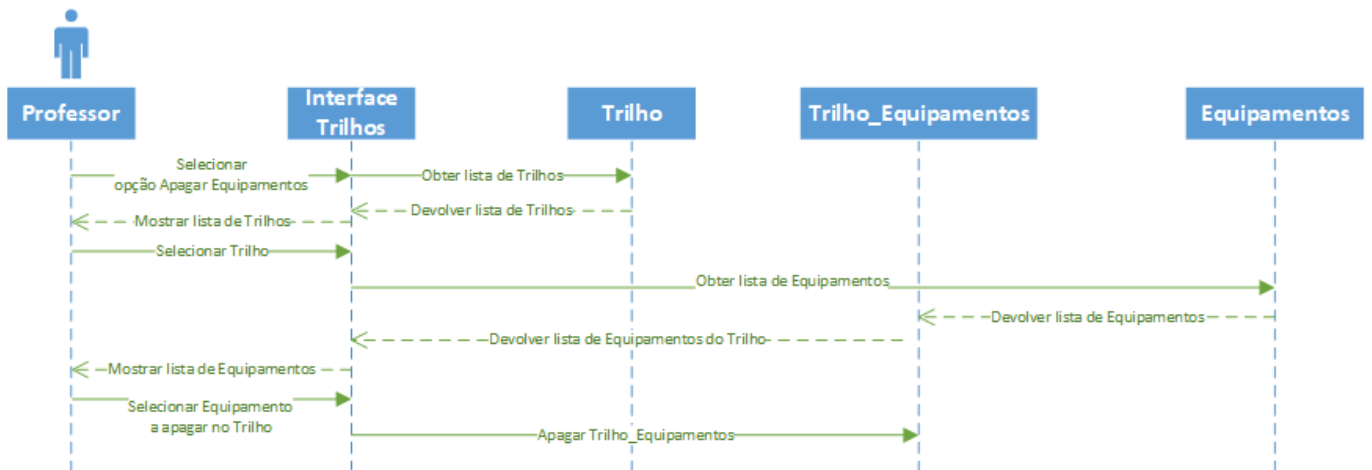 Professor
Interface
Trilhos
Trilho
Trilho_Equipamentos
Equipamentos
Selecionar
opção Apagar Equipamentos
Obter lista de Trilhos
Devolver lista de Trilhos
Mostrar lista de Trilhos
Selecionar Trilho
Obter lista de Equipamentos
Devolver lista de Equipamentos
Devolver lista de Equipamentos do Trilho
Mostrar lista de Equipamentos
Selecionar Equipamento
a apagar no Trilho
Apagar Trilho_Equipamentos